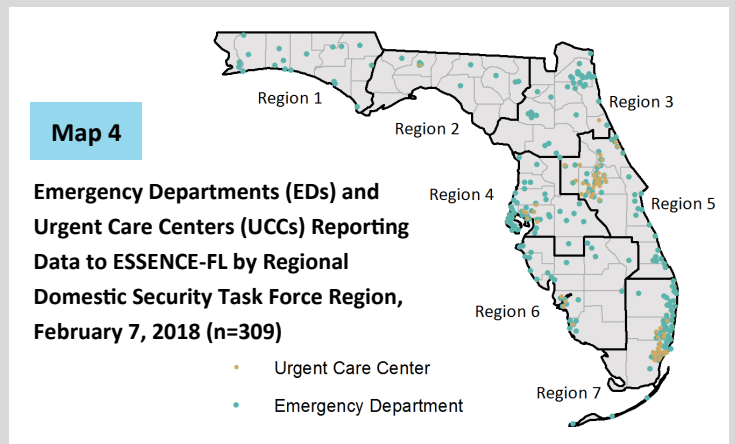 Region 1
Region 2
Region 3
Map 4
Emergency Departments (EDs) and
Urgent Care Centers (UCCs) Reporting
Data to ESSENCE-FL by Regional
Domestic Security Task Force Region,
February 7, 2018 (n=309)
Region 4
Region 5
Region 6
Region 7
Urgent Care Center
Emergency Department